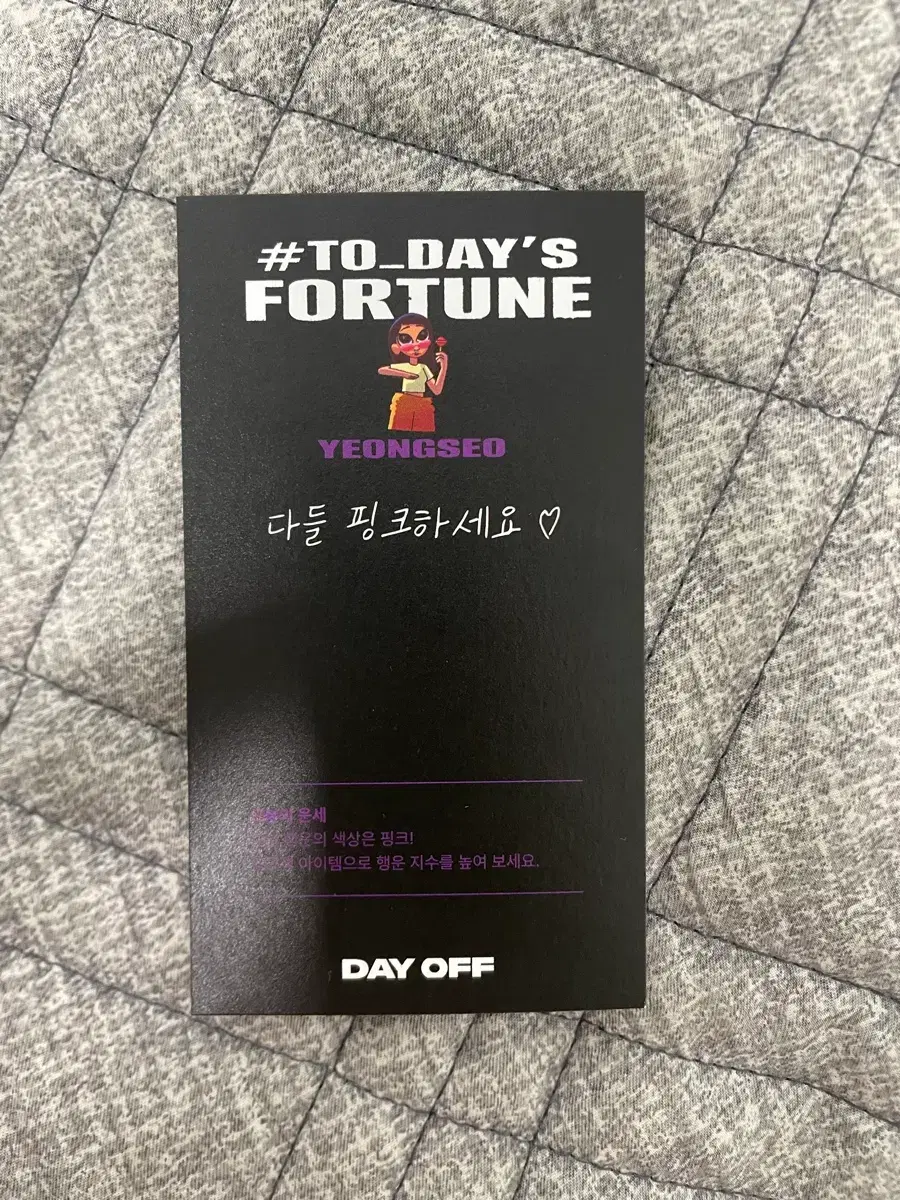 #TO_DAY'S
FORTUNE
YEONGSEO
다들 핑크하세요 ♡
운세
색상은 핑크!
아이템으로 행운 지수를 높여 보세요.
DAY OFF